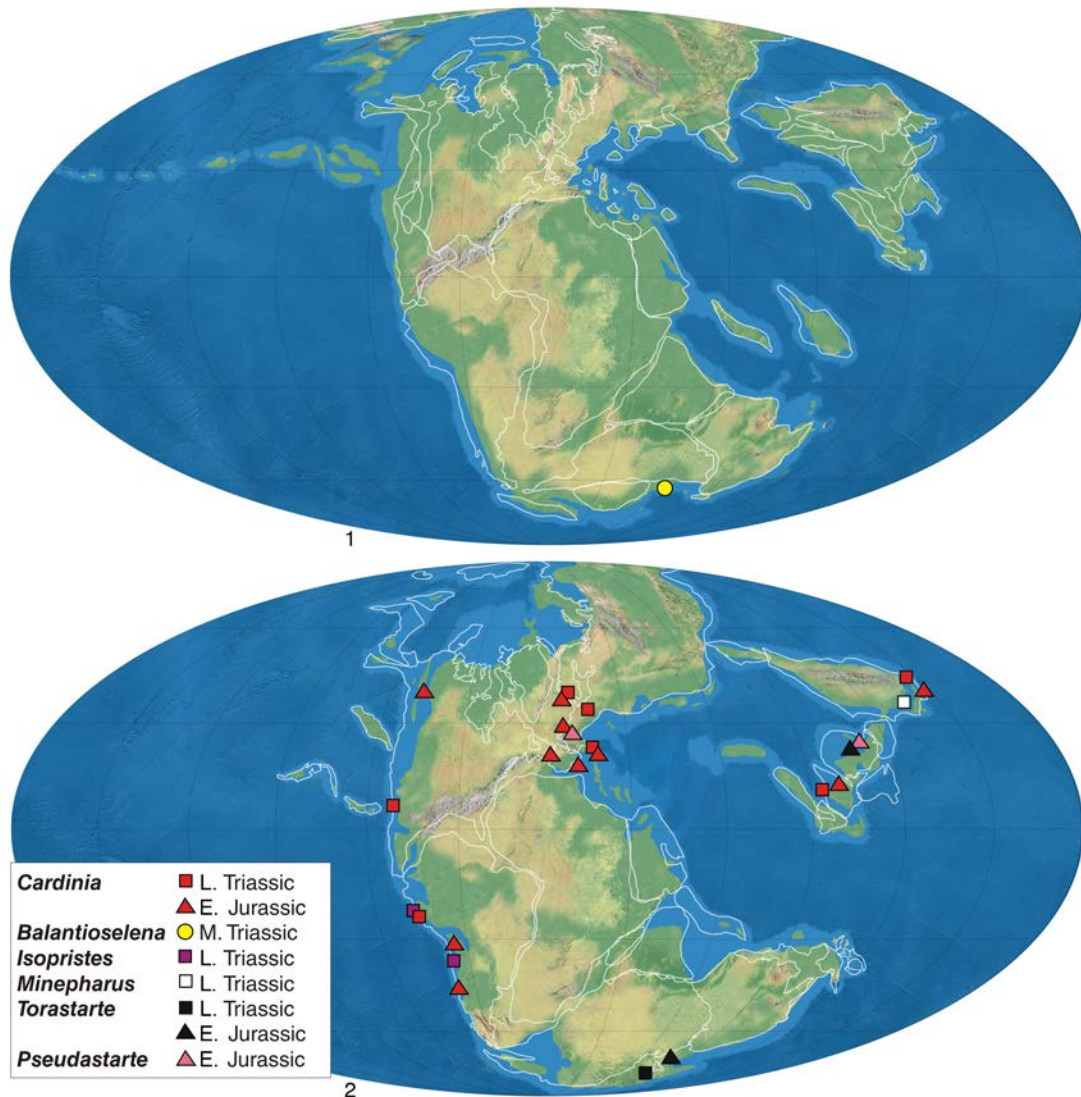 1
Cardinia L. Triassic
E. Jurassic
Balantioselena M. Triassic
Isopristes L. Triassic
Minepharus L. Triassic
Torastarte L. Triassic
E. Jurassic
Pseudastarte E. Jurassic
2